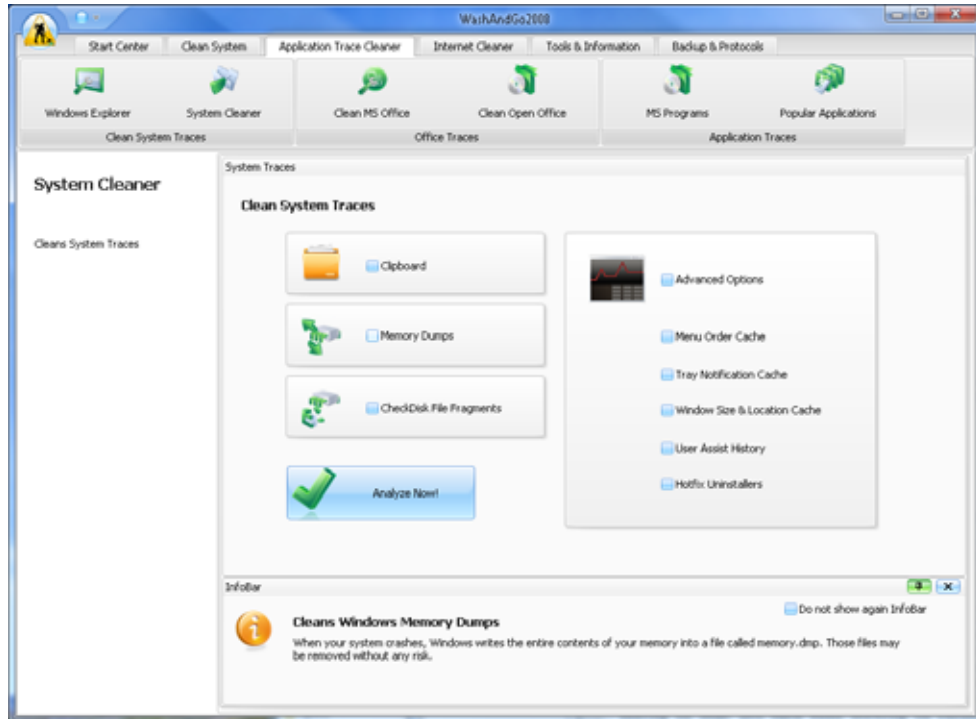 WashAndGo2008
Start Center Clean System Application Trace Cleaner Internet Cleaner Tools & Information Backup & Protocols
Windows Explorer System Cleaner Clean MS Office Clean Open Office MS Programs Popular Applications
Clean System Traces Office Traces Application Traces
System Cleaner
Cleans System Traces
System Traces
Clean System Traces
Clipboard
Memory Dumps
CheckDisk File Fragments
Analyze Now!
Advanced Options
Menu Order Cache
Tray Notification Cache
Window Size & Location Cache
User Assist History
Hotfix Uninstallers
InfoBar
Do not show again InfoBar
Cleans Windows Memory Dumps
When your system crashes, Windows writes the entire contents of your memory into a file called memory.dmp. Those files may
be removed without any risk.